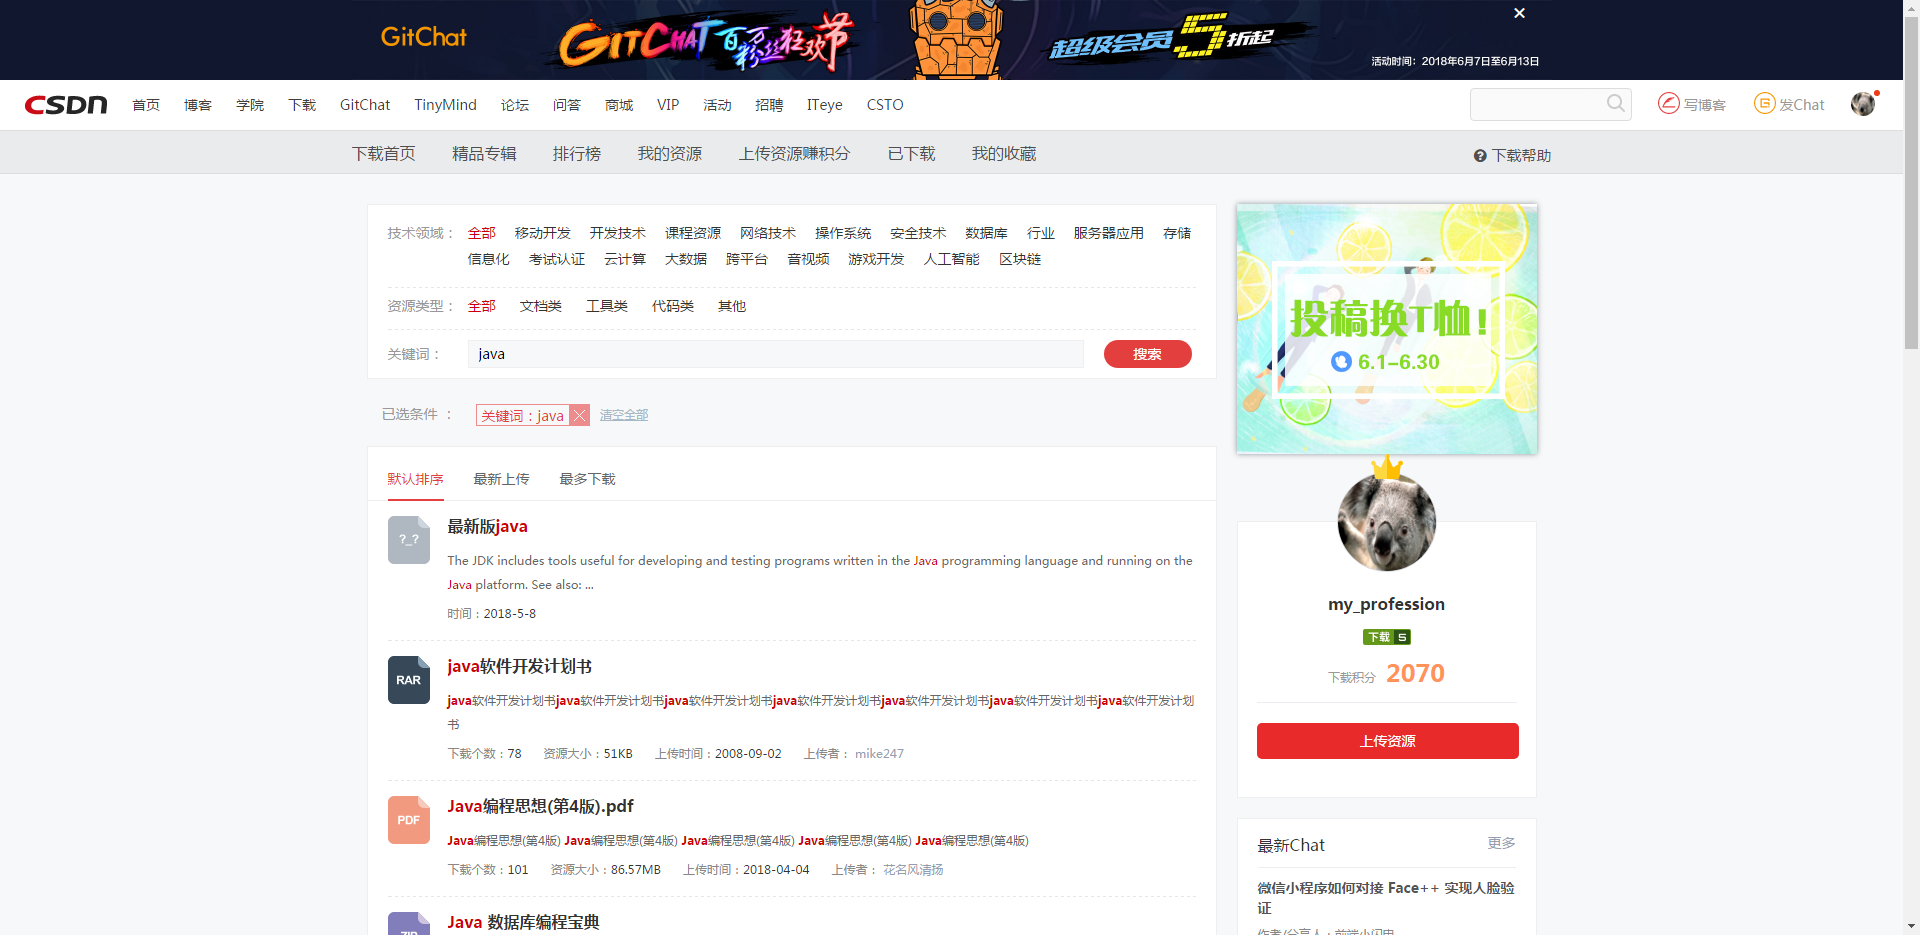 GitChat
GITCHAT 百万粉丝狂欢节
超级会员5折起
活动时间：2018年6月7日至6月13日
CSDN 首页 博客 学院 下载 GitChat TinyMind 论坛 问答 商城 VIP 活动 招聘 ITeye CSTO 写博客 发Chat
下载首页 精品专辑 排行榜 我的资源 上传资源赚积分 已下载 我的收藏 下载帮助
技术领域： 全部 移动开发 开发技术 课程资源 网络技术 操作系统 安全技术 数据库 行业 服务器应用 存储
信息化 考试认证 云计算 大数据 跨平台 音视频 游戏开发 人工智能 区块链
资源类型： 全部 文档类 工具类 代码类 其他
关键词： java 搜索
已选条件 ： 关键词：java 清空全部
默认排序 最新上传 最多下载
?_?
最新版java
The JDK includes tools useful for developing and testing programs written in the Java programming language and running on the
Java platform. See also: ...
时间：2018-5-8
RAR
java软件开发计划书
java软件开发计划书java软件开发计划书java软件开发计划书java软件开发计划书java软件开发计划书java软件开发计划书java软件开发计划
书
下载个数：78 资源大小：51KB 上传时间：2008-09-02 上传者： mike247
PDF
Java编程思想(第4版).pdf
Java编程思想(第4版) Java编程思想(第4版) Java编程思想(第4版) Java编程思想(第4版) Java编程思想(第4版)
下载个数：101 资源大小：86.57MB 上传时间：2018-04-04 上传者： 花名风清扬
ZIP
Java 数据库编程宝典
投稿换T恤!
6.1-6.30
my_profession
下载 5
下载积分 2070
上传资源
最新Chat 更多
微信小程序如何对接 Face++ 实现人脸验
证
作者/分享人：前端小闪电